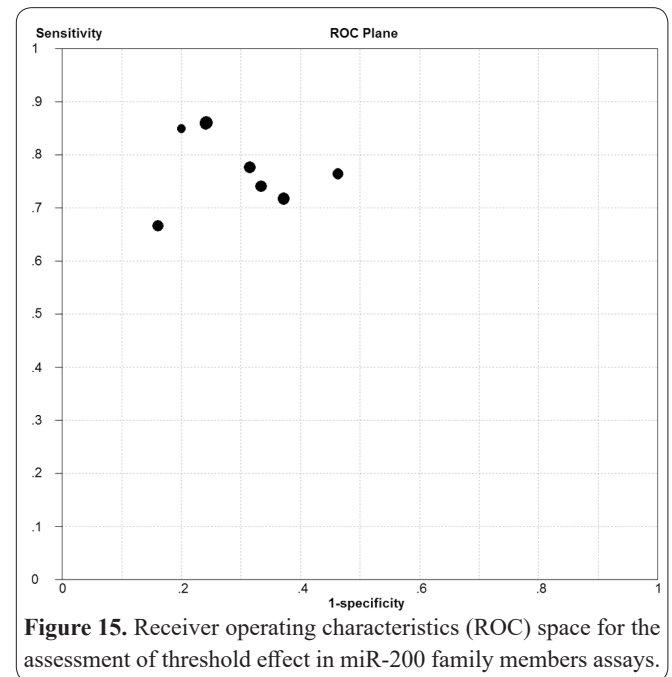 Sensitivity
ROC Plane
1
.9
.8
.7
.6
.5
.4
.3
.2
.1
0
0 .2 .4 .6 .8 1
1-specificity
Figure 15. Receiver operating characteristics (ROC) space for the
assessment of threshold effect in miR-200 family members assays.